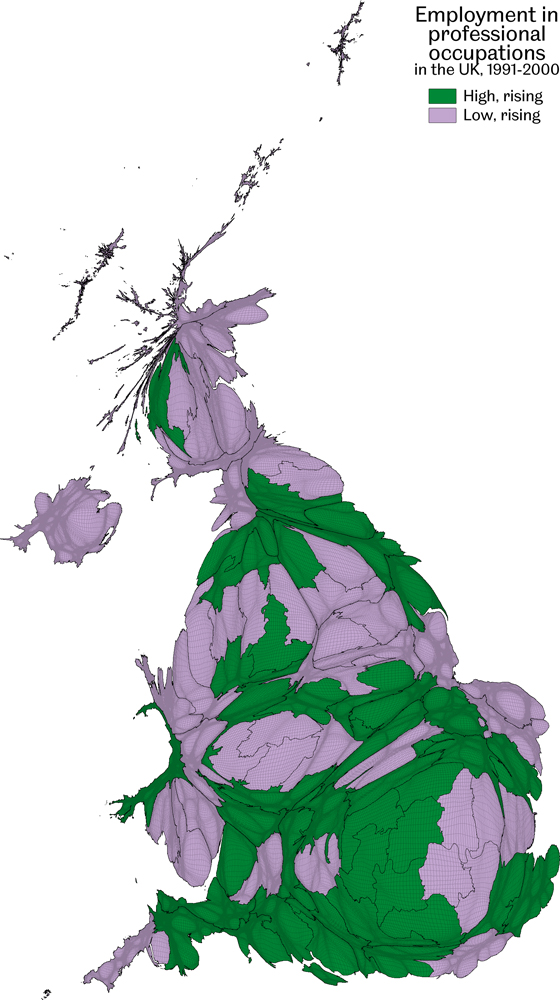 Employment in
professional
occupations
in the UK, 1991-2000
High, rising
Low, rising